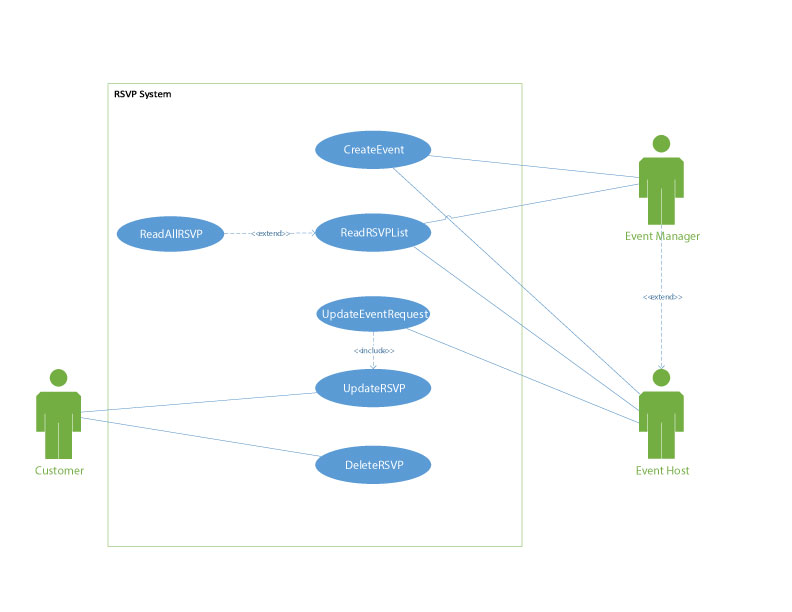 RSVP System
CreateEvent
ReadAllRSVP
<<extend>>
ReadRSVPList
Event Manager
<<extend>>
UpdateEventRequest
<<include>>
UpdateRSVP
DeleteRSVP
Customer
Event Host